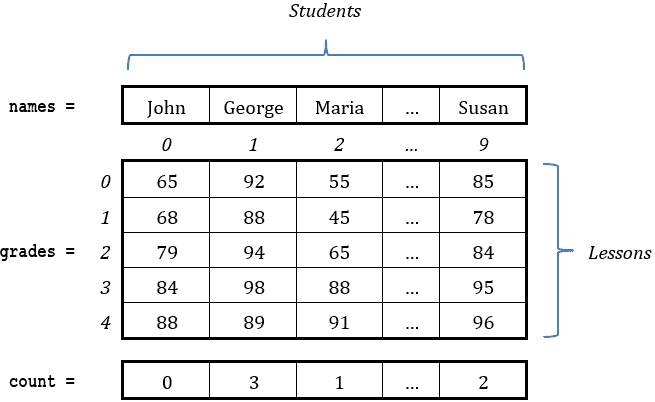 Students
names = John George Maria ... Susan
0 1 2 ... 9
0 65 92 55 ... 85
1 68 88 45 ... 78
grades = 2 79 94 65 ... 84 Lessons
3 84 98 88 ... 95
4 88 89 91 ... 96
count = 0 3 1 ... 2